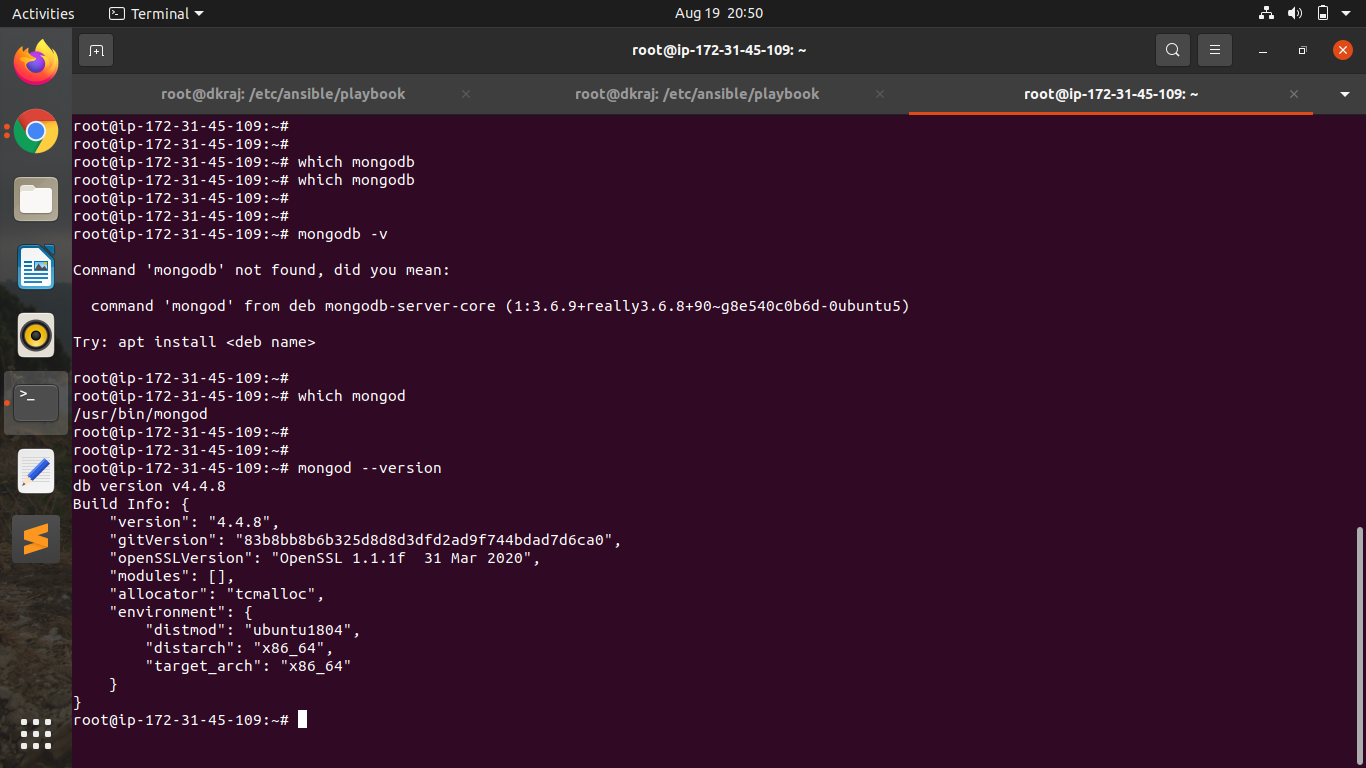 Activities
Terminal
Aug 19 20:50
root@ip-172-31-45-109: ~
root@dkraj: /etc/ansible/playbook
root@dkraj: /etc/ansible/playbook
root@ip-172-31-45-109: ~
root@ip-172-31-45-109:~#
root@ip-172-31-45-109:~#
root@ip-172-31-45-109:~# which mongodb
root@ip-172-31-45-109:~# which mongodb
root@ip-172-31-45-109:~#
root@ip-172-31-45-109:~#
root@ip-172-31-45-109:~# mongodb -v
Command 'mongodb' not found, did you mean:
  command 'mongod' from deb mongodb-server-core (1:3.6.9+really3.6.8+90~g8e540c0b6d-0ubuntu5)
Try: apt install <deb name>
root@ip-172-31-45-109:~#
root@ip-172-31-45-109:~# which mongod
/usr/bin/mongod
root@ip-172-31-45-109:~#
root@ip-172-31-45-109:~#
root@ip-172-31-45-109:~# mongod --version
db version v4.4.8
Build Info: {
    "version": "4.4.8",
    "gitVersion": "83b8bb8b6b325d8d8d3dfd2ad9f744bdad7d6ca0",
    "openSSLVersion": "OpenSSL 1.1.1f  31 Mar 2020",
    "modules": [],
    "allocator": "tcmalloc",
    "environment": {
        "distmod": "ubuntu1804",
        "distarch": "x86_64",
        "target_arch": "x86_64"
    }
}
root@ip-172-31-45-109:~#